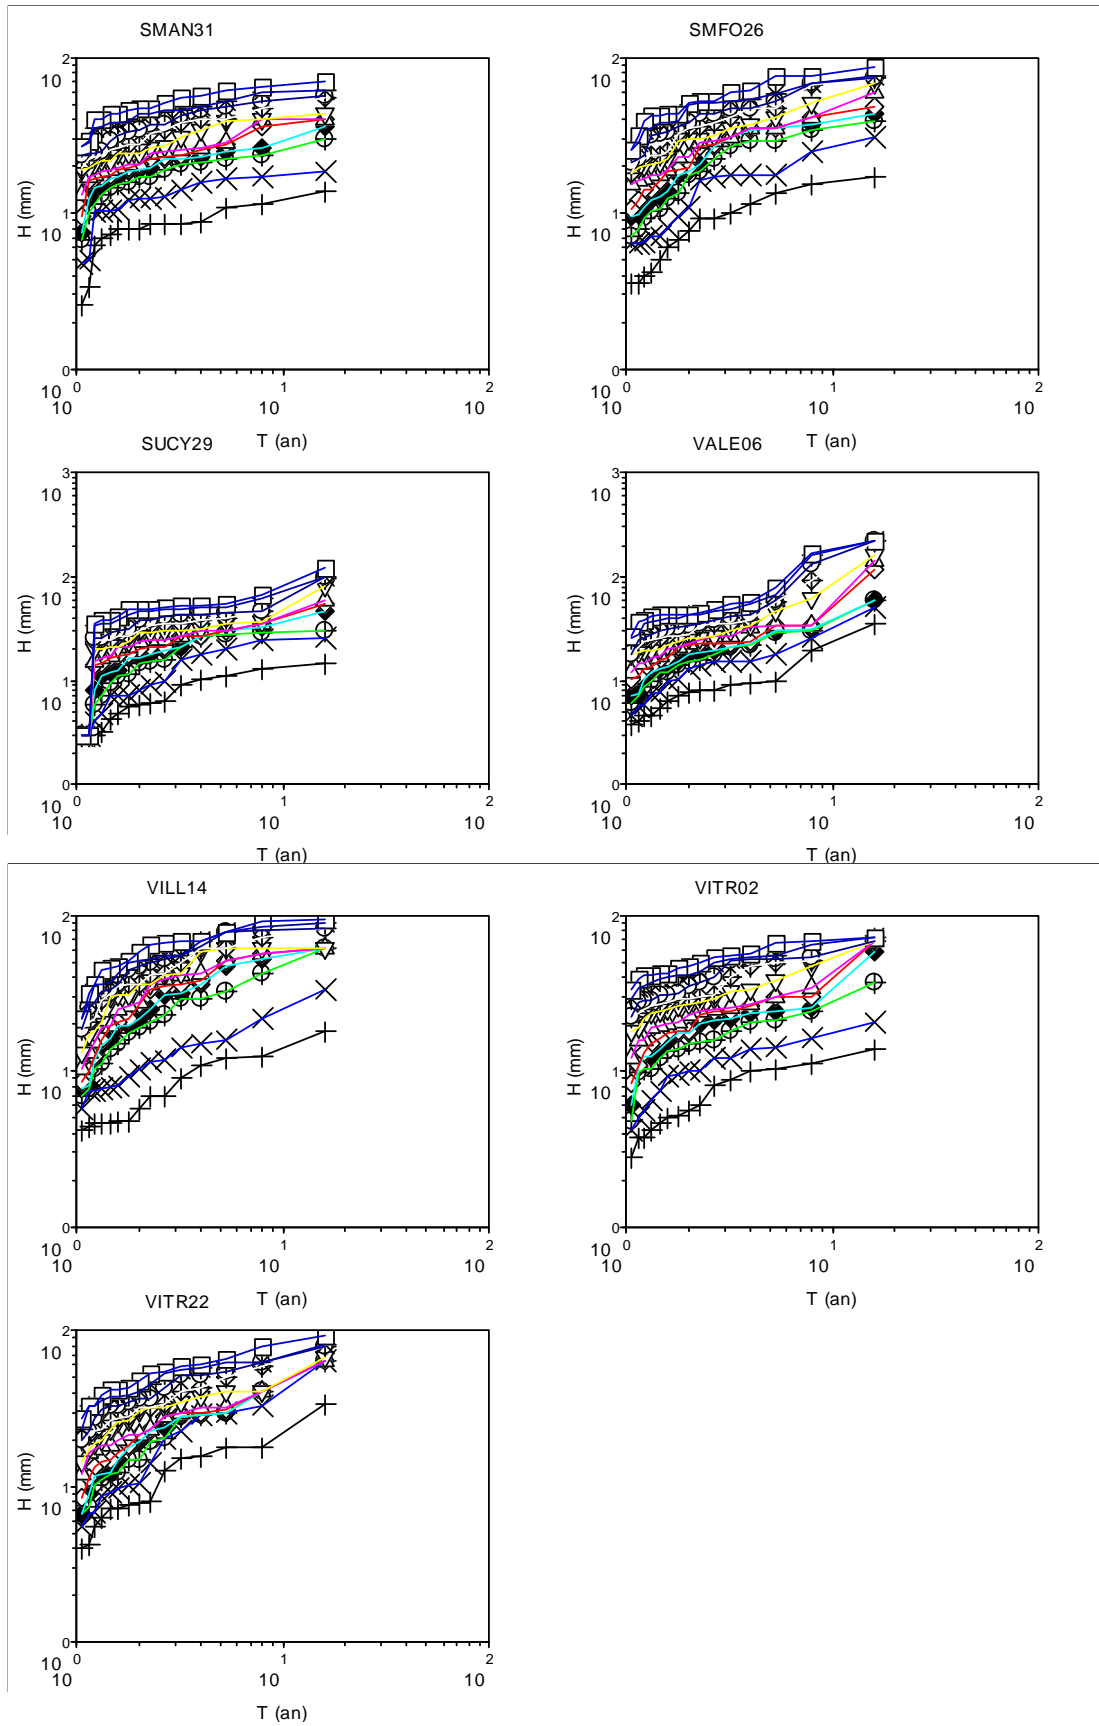 SMAN31 SMFO26
2 2
10 10
H (mm) H (mm)
1 1
10 10
0 0
10 0 1 2 10 0 1 2
10 10 10 10 10 10
T (an) T (an)
SUCY29 VALE06
3 3
10 10
2 2
10 10
H (mm) H (mm)
1 1
10 10
0 0
10 0 1 2 10 0 1 2
10 10 10 10 10 10
T (an) T (an)
VILL14 VITR02
2 2
10 10
H (mm) H (mm)
1 1
10 10
0 0
10 0 1 2 10 0 1 2
10 10 10 10 10 10
T (an) T (an)
VITR22
2
10
H (mm)
1
10
0
10 0 1 2
10 10 10
T (an)